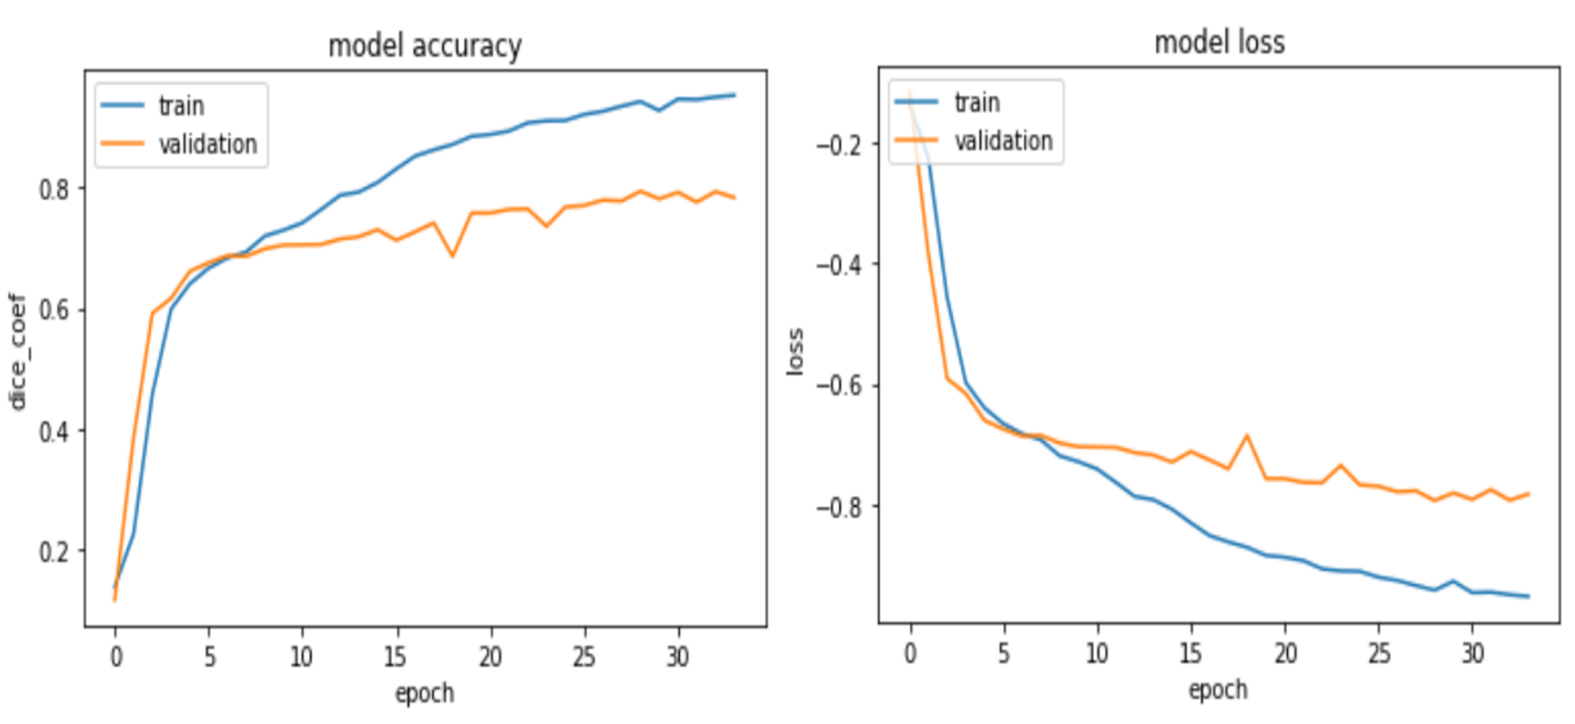 model accuracy
train
validation
dice_coef
0.8
0.6
0.4
0.2
0 5 10 15 20 25 30
epoch
model loss
train
validation
loss
−0.2
−0.4
−0.6
−0.8
0 5 10 15 20 25 30
epoch